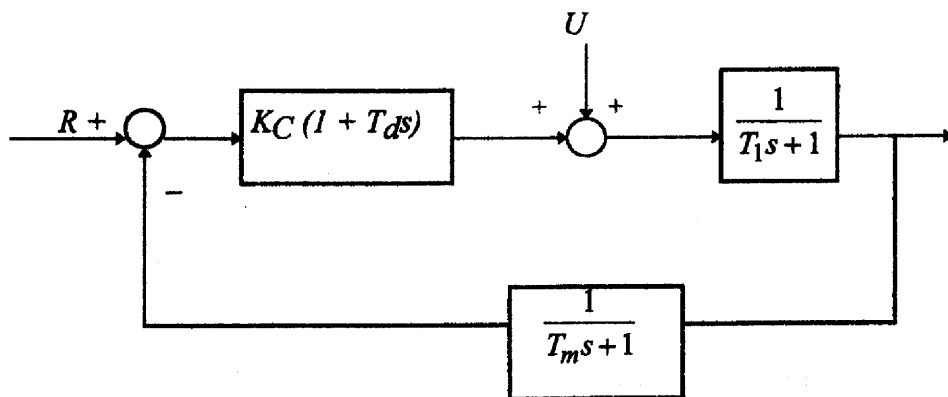 U
R +
K_C (1 + T_d s)
+
+
1
T_1 s + 1
−
1
T_m s + 1